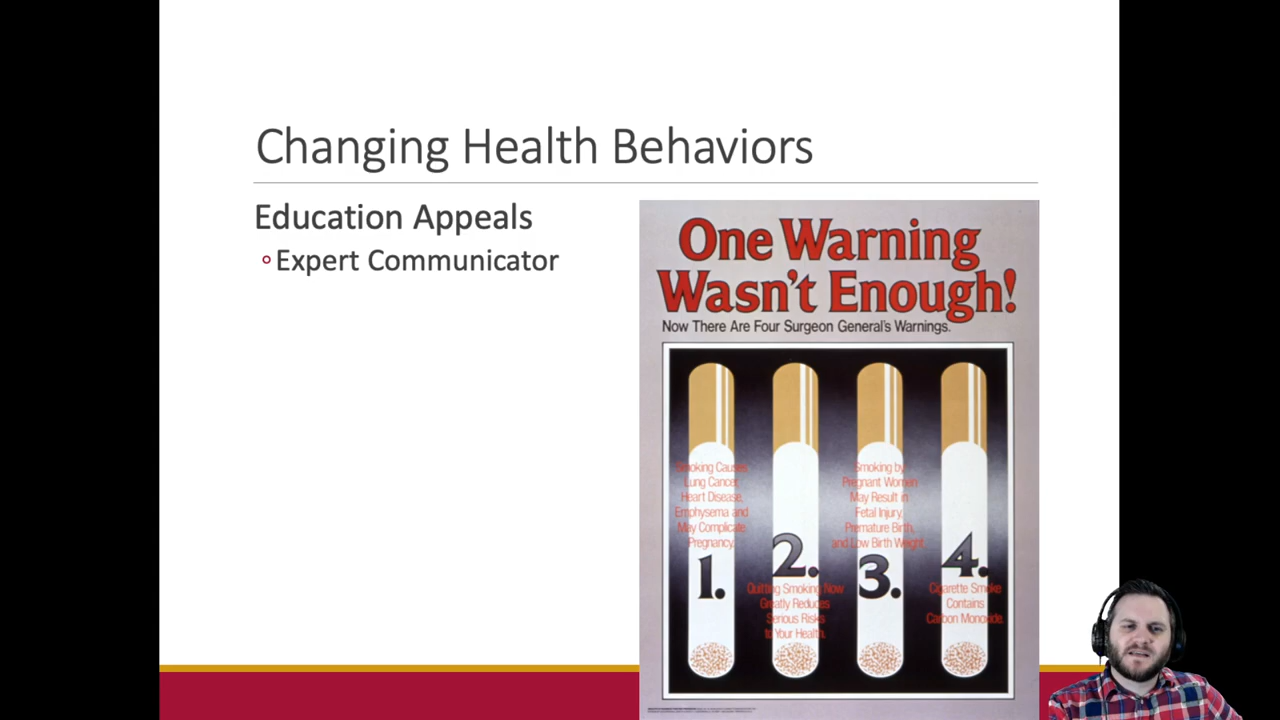 Changing Health Behaviors
Education Appeals
Expert Communicator
One Warning
Wasn't Enough!
Now There Are Four Surgeon General's Warnings.
Smoking Causes
Lung Cancer,
Heart Disease,
Emphysema and
May Complicate
Pregnancy.
1.
2.
Quitting Smoking Now
Greatly Reduces
Serious Risks
to Your Health.
Smoking by
Pregnant Women
May Result in
Fetal Injury,
Premature Birth,
and Low Birth Weight.
3.
4.
Cigarette Smoke
Contains
Carbon Monoxide.